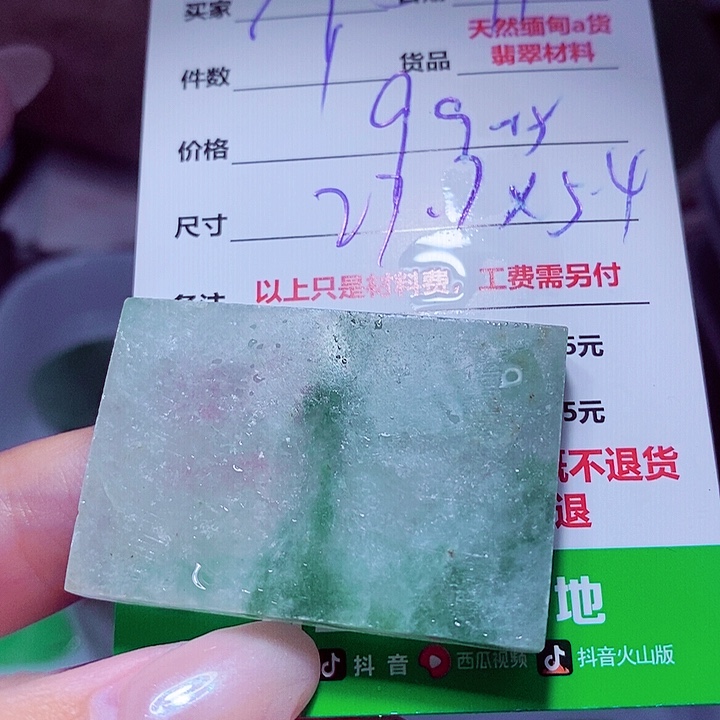 买家
天然缅甸a货
件数 货品 翡翠材料
价格 99
尺寸 27.7×5.4
以上只是材料费，工费需另付
5元
5元
不退货
退
地
抖音 西瓜视频 抖音火山版